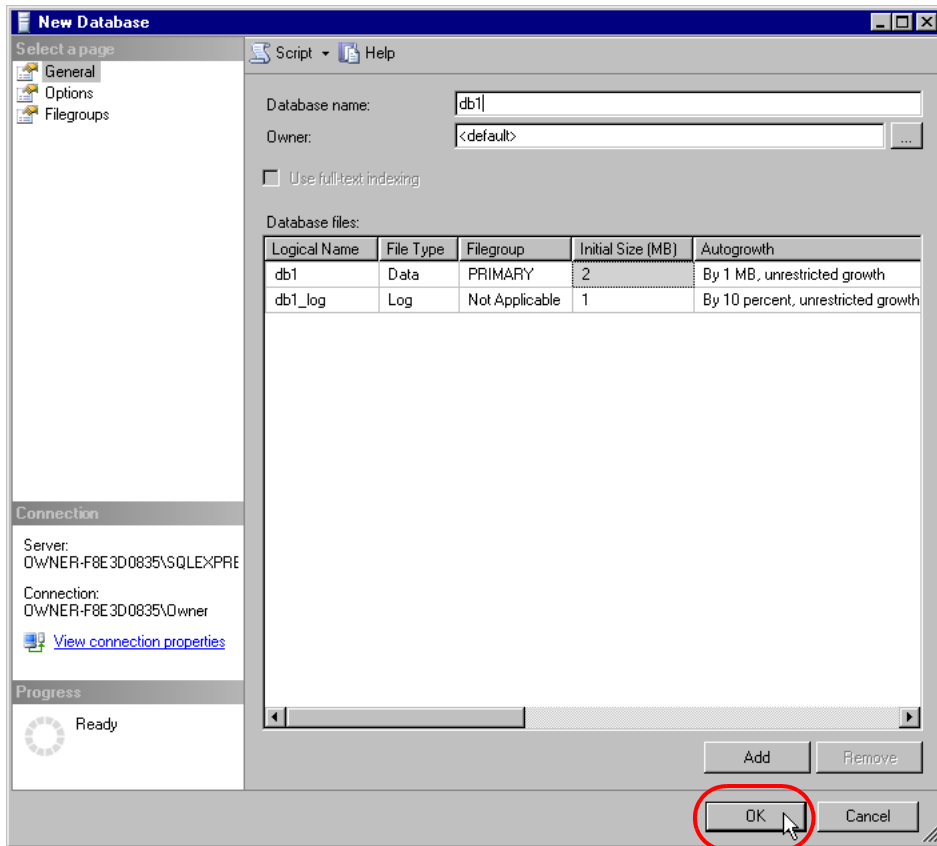 New Database
Select a page
General
Options
Filegroups
Script Help
Database name: db1
Owner: <default> ...
Use full-text indexing
Database files:
Logical Name File Type Filegroup Initial Size (MB) Autogrowth
db1 Data PRIMARY 2 By 1 MB, unrestricted growth
db1_log Log Not Applicable 1 By 10 percent, unrestricted growth
Connection
Server:
OWNER-F8E3D0835\SQLEXPRE
Connection:
OWNER-F8E3D0835\Owner
View connection properties
Progress
Ready
Add Remove
OK Cancel